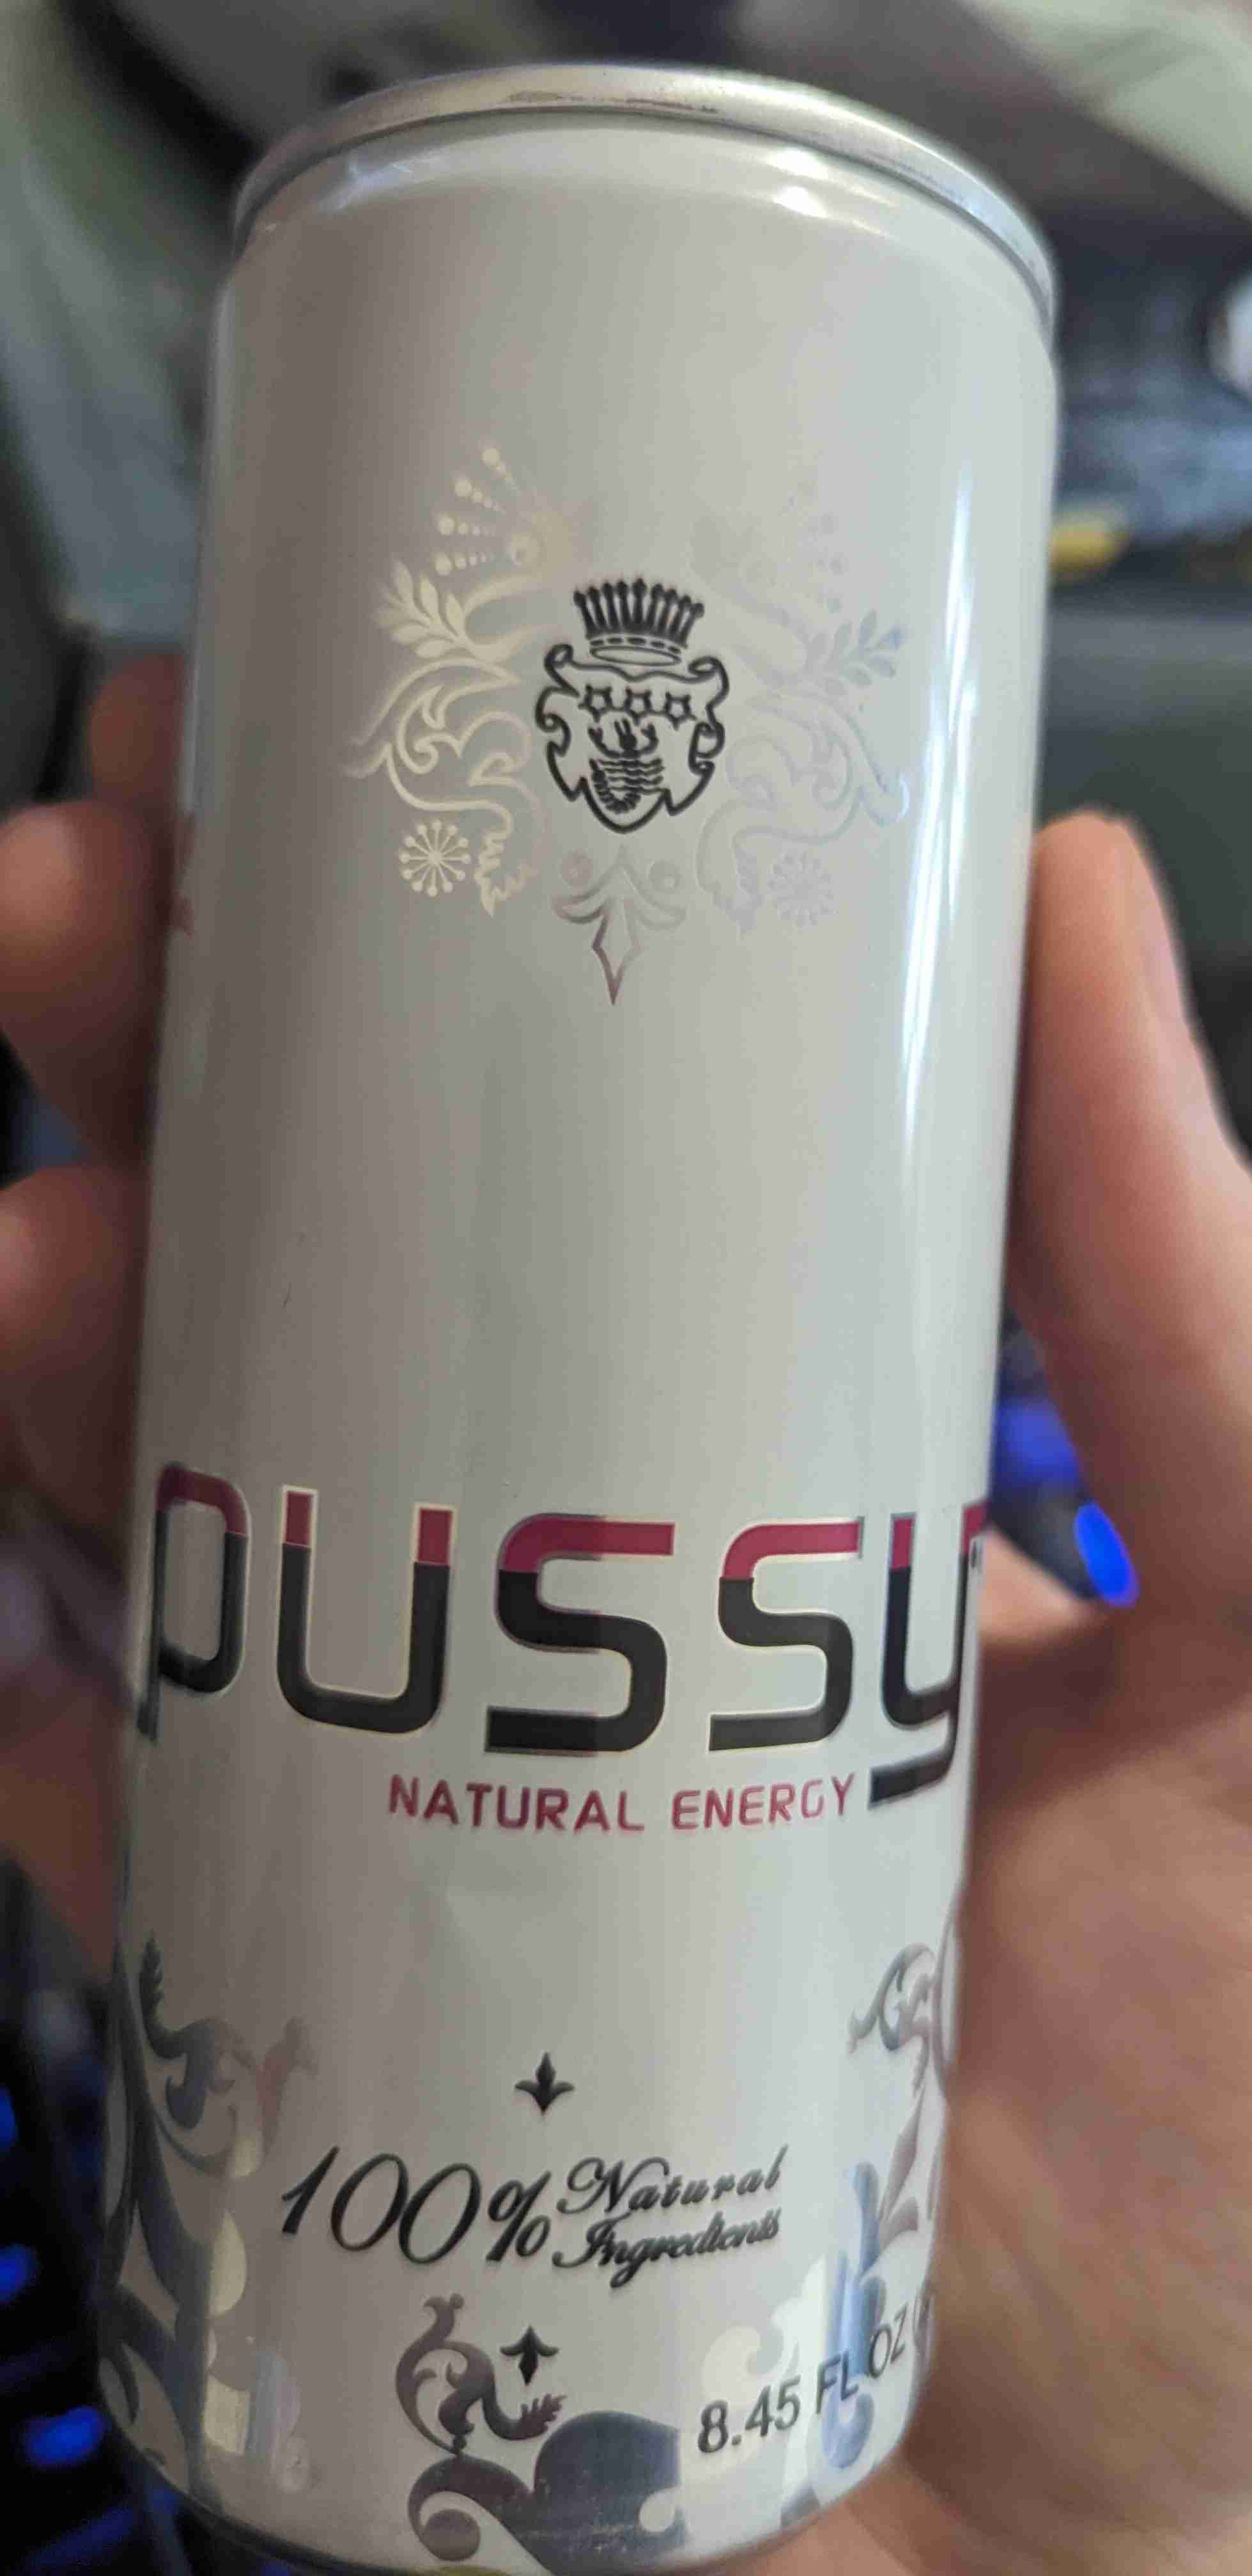 pussy
NATURAL ENERGY
100% Natural
Ingredients
8.45 FL OZ (